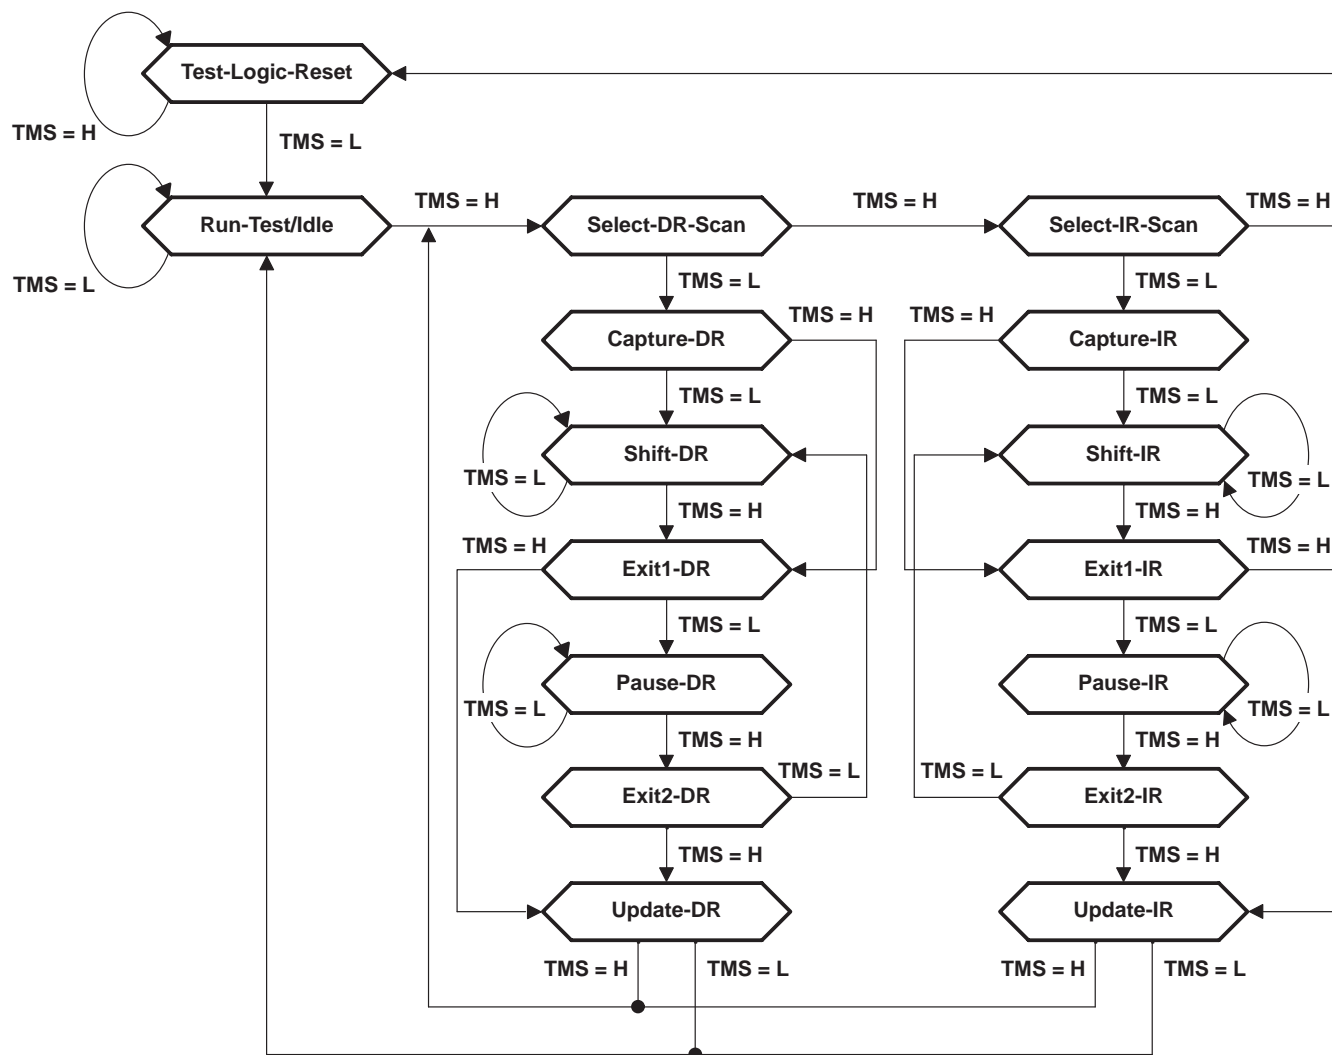 Test-Logic-Reset
TMS = H
TMS = L
TMS = H
TMS = H
TMS = H
Run-Test/Idle
Select-DR-Scan
Select-IR-Scan
TMS = L
TMS = L
TMS = L
TMS = H
TMS = H
Capture-DR
Capture-IR
TMS = L
TMS = L
Shift-DR
Shift-IR
TMS = L
TMS = L
TMS = H
TMS = H
TMS = H
TMS = H
Exit1-DR
Exit1-IR
TMS = L
TMS = L
Pause-DR
Pause-IR
TMS = L
TMS = L
TMS = H
TMS = H
TMS = L
TMS = L
Exit2-DR
Exit2-IR
TMS = H
TMS = H
Update-DR
Update-IR
TMS = H
TMS = L
TMS = H
TMS = L